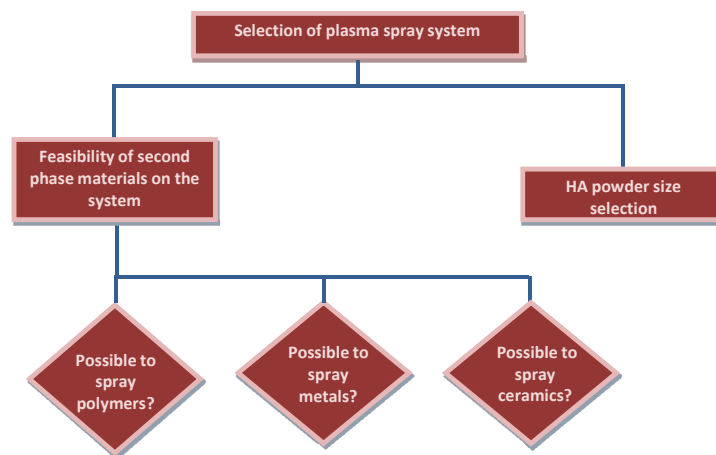 Selection of plasma spray system
Feasibility of second
phase materials on the
system
HA powder size
selection
Possible to
spray
polymers?
Possible to
spray
metals?
Possible to
spray
ceramics?